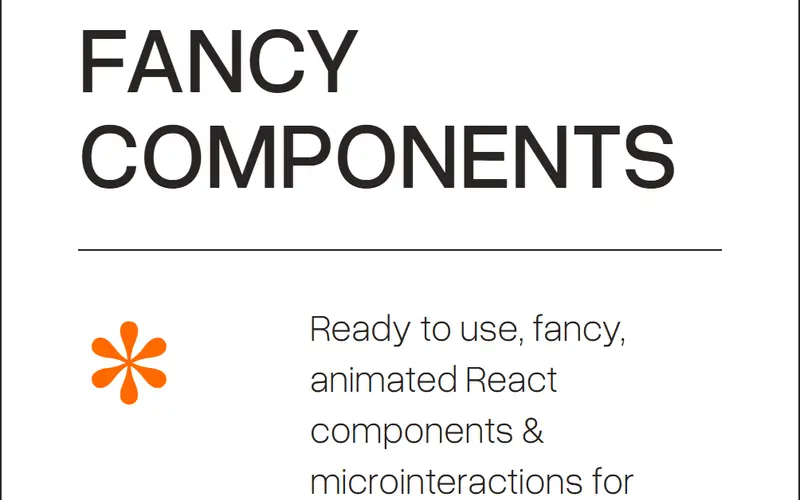 FANCY
COMPONENTS
Ready to use, fancy,
animated React
components &
microinteractions for